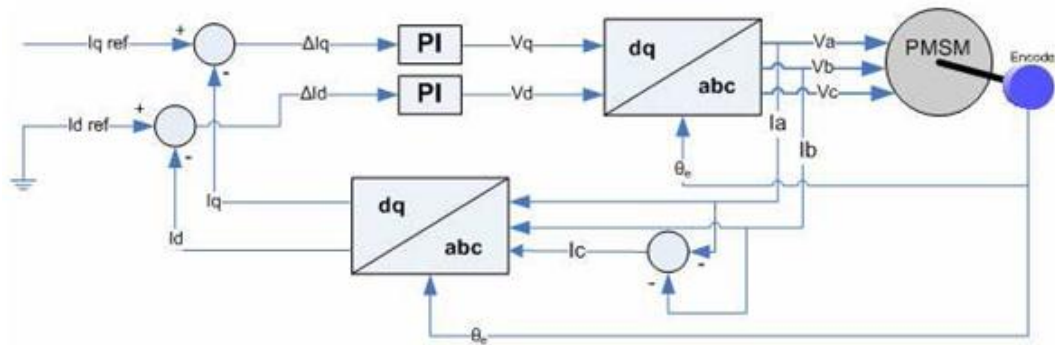 Iq ref
+
-
ΔIq
PI
Vq
dq
abc
Va
Vb
Vc
PMSM
Encode
Id ref
+
-
ΔId
PI
Vd
Ia
Ib
θe
Iq
Id
dq
abc
Ic
-
-
θe